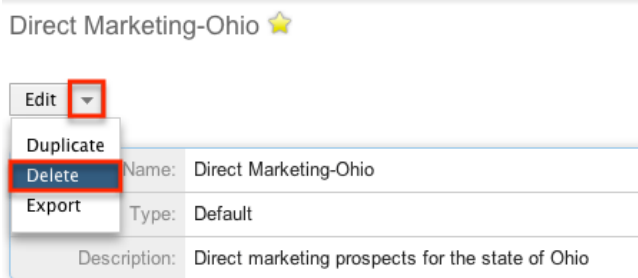 Direct Marketing-Ohio
Edit
Duplicate
Delete
Export
Name: Direct Marketing-Ohio
Type: Default
Description: Direct marketing prospects for the state of Ohio